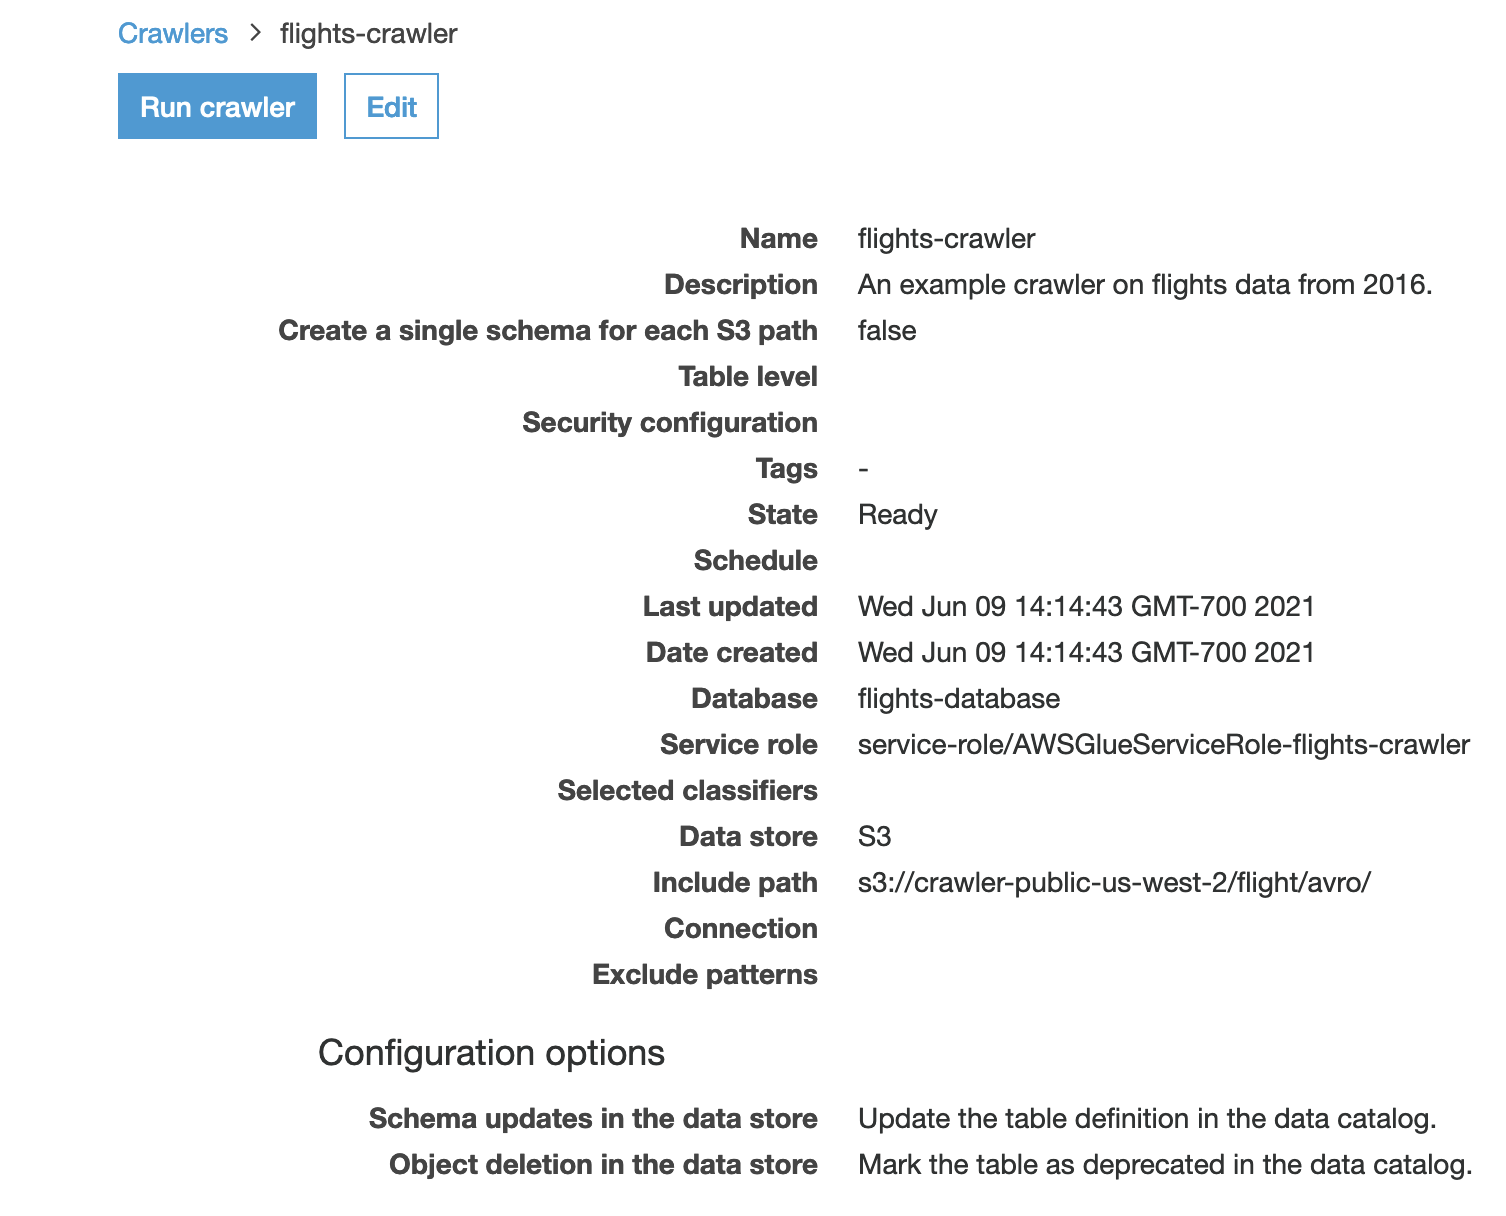 Crawlers > flights-crawler
Run crawler Edit
Name flights-crawler
Description An example crawler on flights data from 2016.
Create a single schema for each S3 path false
Table level
Security configuration
Tags -
State Ready
Schedule
Last updated Wed Jun 09 14:14:43 GMT-700 2021
Date created Wed Jun 09 14:14:43 GMT-700 2021
Database flights-database
Service role service-role/AWSGlueServiceRole-flights-crawler
Selected classifiers
Data store S3
Include path s3://crawler-public-us-west-2/flight/avro/
Connection
Exclude patterns
Configuration options
Schema updates in the data store Update the table definition in the data catalog.
Object deletion in the data store Mark the table as deprecated in the data catalog.